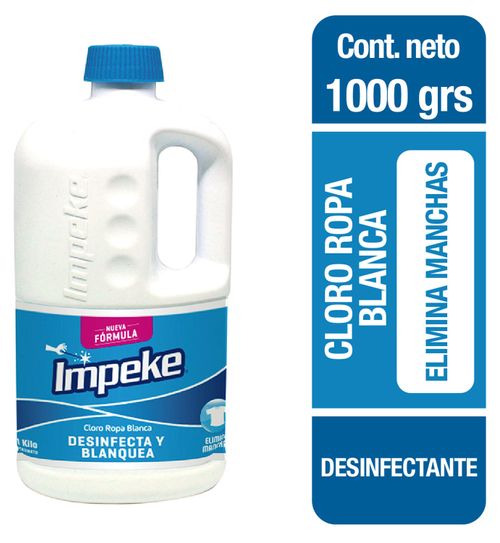 Impeke
NUEVA
FÓRMULA
Impeke
Cloro Ropa Blanca
DESINFECTA Y
BLANQUEA
Kilo
Cont. neto
1000 grs
CLORO ROPA
BLANCA
ELIMINA MANCHAS
DESINFECTANTE